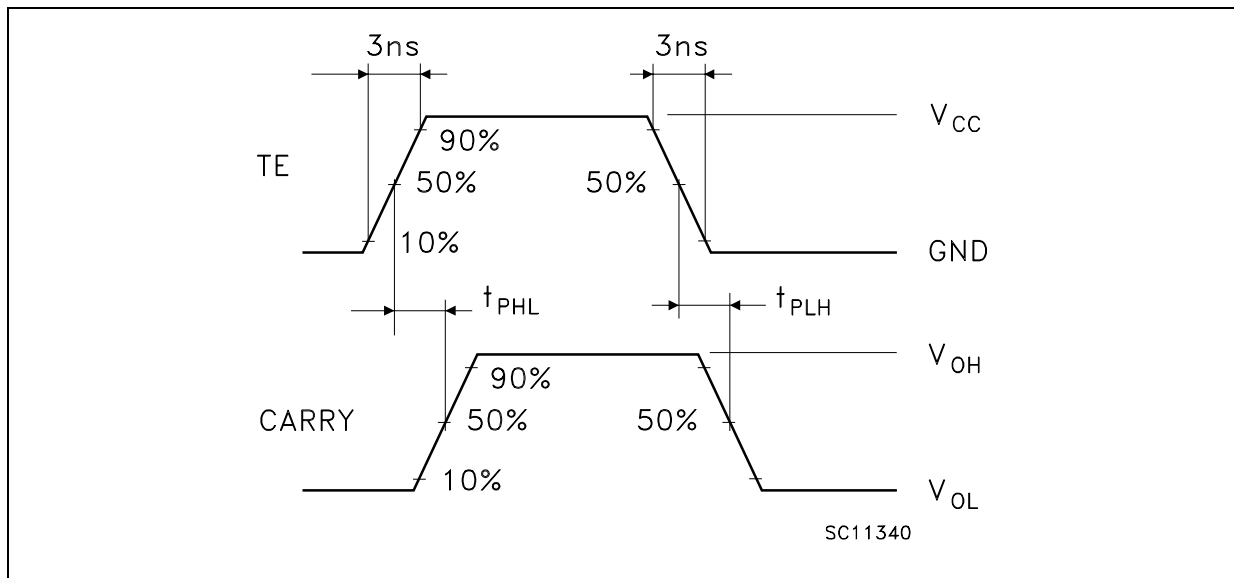 3ns 3ns
V_CC
90%
TE 50% 50%
10%
GND
t_PHL t_PLH
V_OH
90%
CARRY 50% 50%
10%
V_OL
SC11340